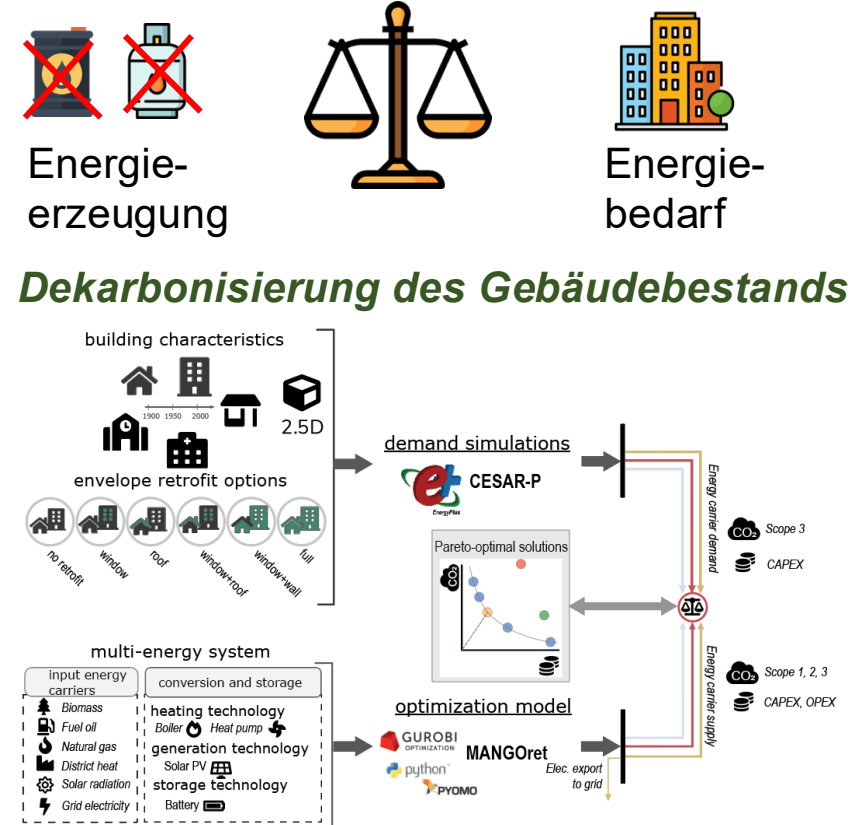 Energie-
erzeugung
Energie-
bedarf
Dekarbonisierung des Gebäudebestands
building characteristics
1900 1950 2000
2.5D
envelope retrofit options
no retrofit
window
roof
window+roof
window+wall
full
demand simulations
e+
EnergyPlus
CESAR-P
Energy carrier demand
CO₂
Scope 3
CAPEX
Pareto-optimal solutions
CO₂
multi-energy system
input energy
carriers
Biomass
Fuel oil
Natural gas
District heat
Solar radiation
Grid electricity
conversion and storage
heating technology
Boiler
Heat pump
generation technology
Solar PV
storage technology
Battery
optimization model
GUROBI
OPTIMIZATION
python
PYOMO
MANGOret
Elec. export
to grid
Energy carrier supply
CO₂
Scope 1, 2, 3
CAPEX, OPEX